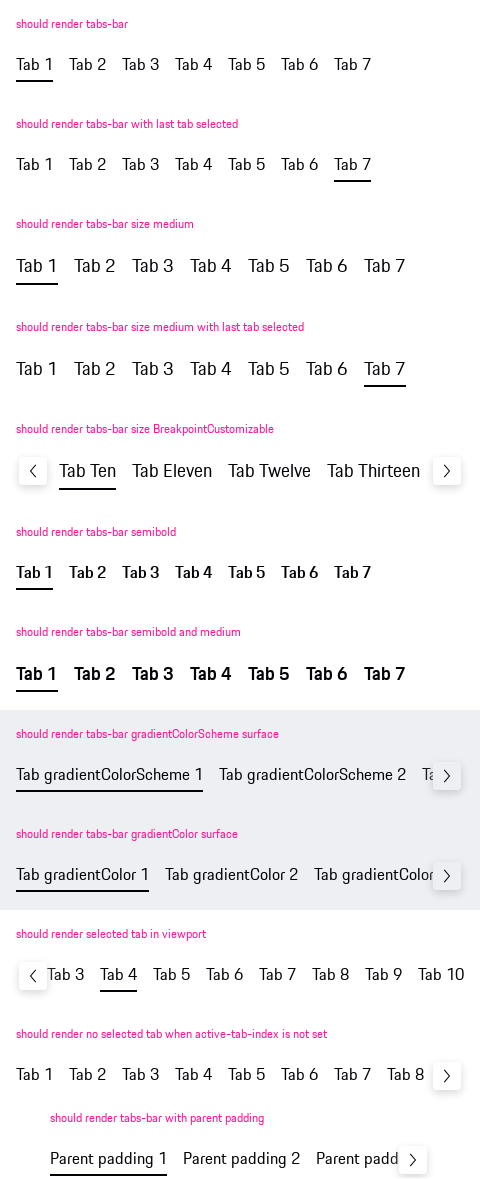 should render tabs-bar
Tab 1 Tab 2 Tab 3 Tab 4 Tab 5 Tab 6 Tab 7
should render tabs-bar with last tab selected
Tab 1 Tab 2 Tab 3 Tab 4 Tab 5 Tab 6 Tab 7
should render tabs-bar size medium
Tab 1 Tab 2 Tab 3 Tab 4 Tab 5 Tab 6 Tab 7
should render tabs-bar size medium with last tab selected
Tab 1 Tab 2 Tab 3 Tab 4 Tab 5 Tab 6 Tab 7
should render tabs-bar size BreakpointCustomizable
Tab Ten Tab Eleven Tab Twelve Tab Thirteen
should render tabs-bar semibold
Tab 1 Tab 2 Tab 3 Tab 4 Tab 5 Tab 6 Tab 7
should render tabs-bar semibold and medium
Tab 1 Tab 2 Tab 3 Tab 4 Tab 5 Tab 6 Tab 7
should render tabs-bar gradientColorScheme surface
Tab gradientColorScheme 1 Tab gradientColorScheme 2
should render tabs-bar gradientColor surface
Tab gradientColor 1 Tab gradientColor 2 Tab gradientColor
should render selected tab in viewport
Tab 3 Tab 4 Tab 5 Tab 6 Tab 7 Tab 8 Tab 9 Tab 10
should render no selected tab when active-tab-index is not set
Tab 1 Tab 2 Tab 3 Tab 4 Tab 5 Tab 6 Tab 7 Tab 8
should render tabs-bar with parent padding
Parent padding 1 Parent padding 2 Parent padd